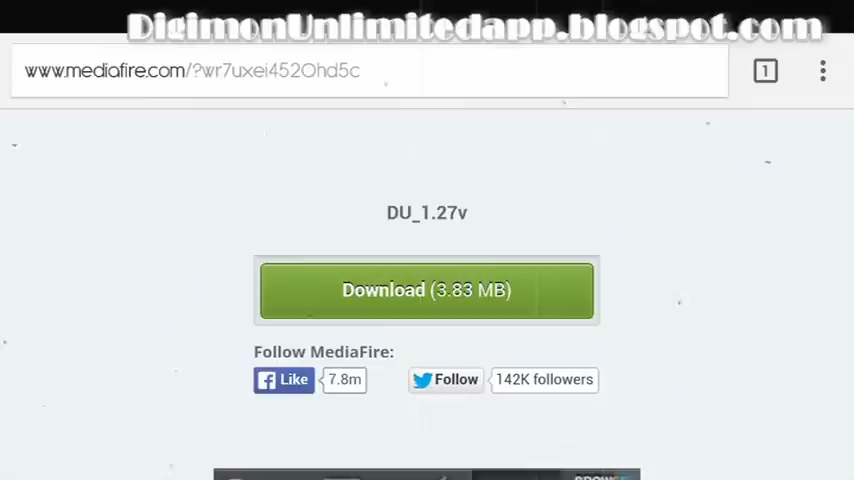 DigimonUnlimitedapp.blogspot.com
www.mediafire.com/?wr7uxei4520hd5c
1
DU_1.27v
Download (3.83 MB)
Follow MediaFire:
Like 7.8m Follow 142K followers